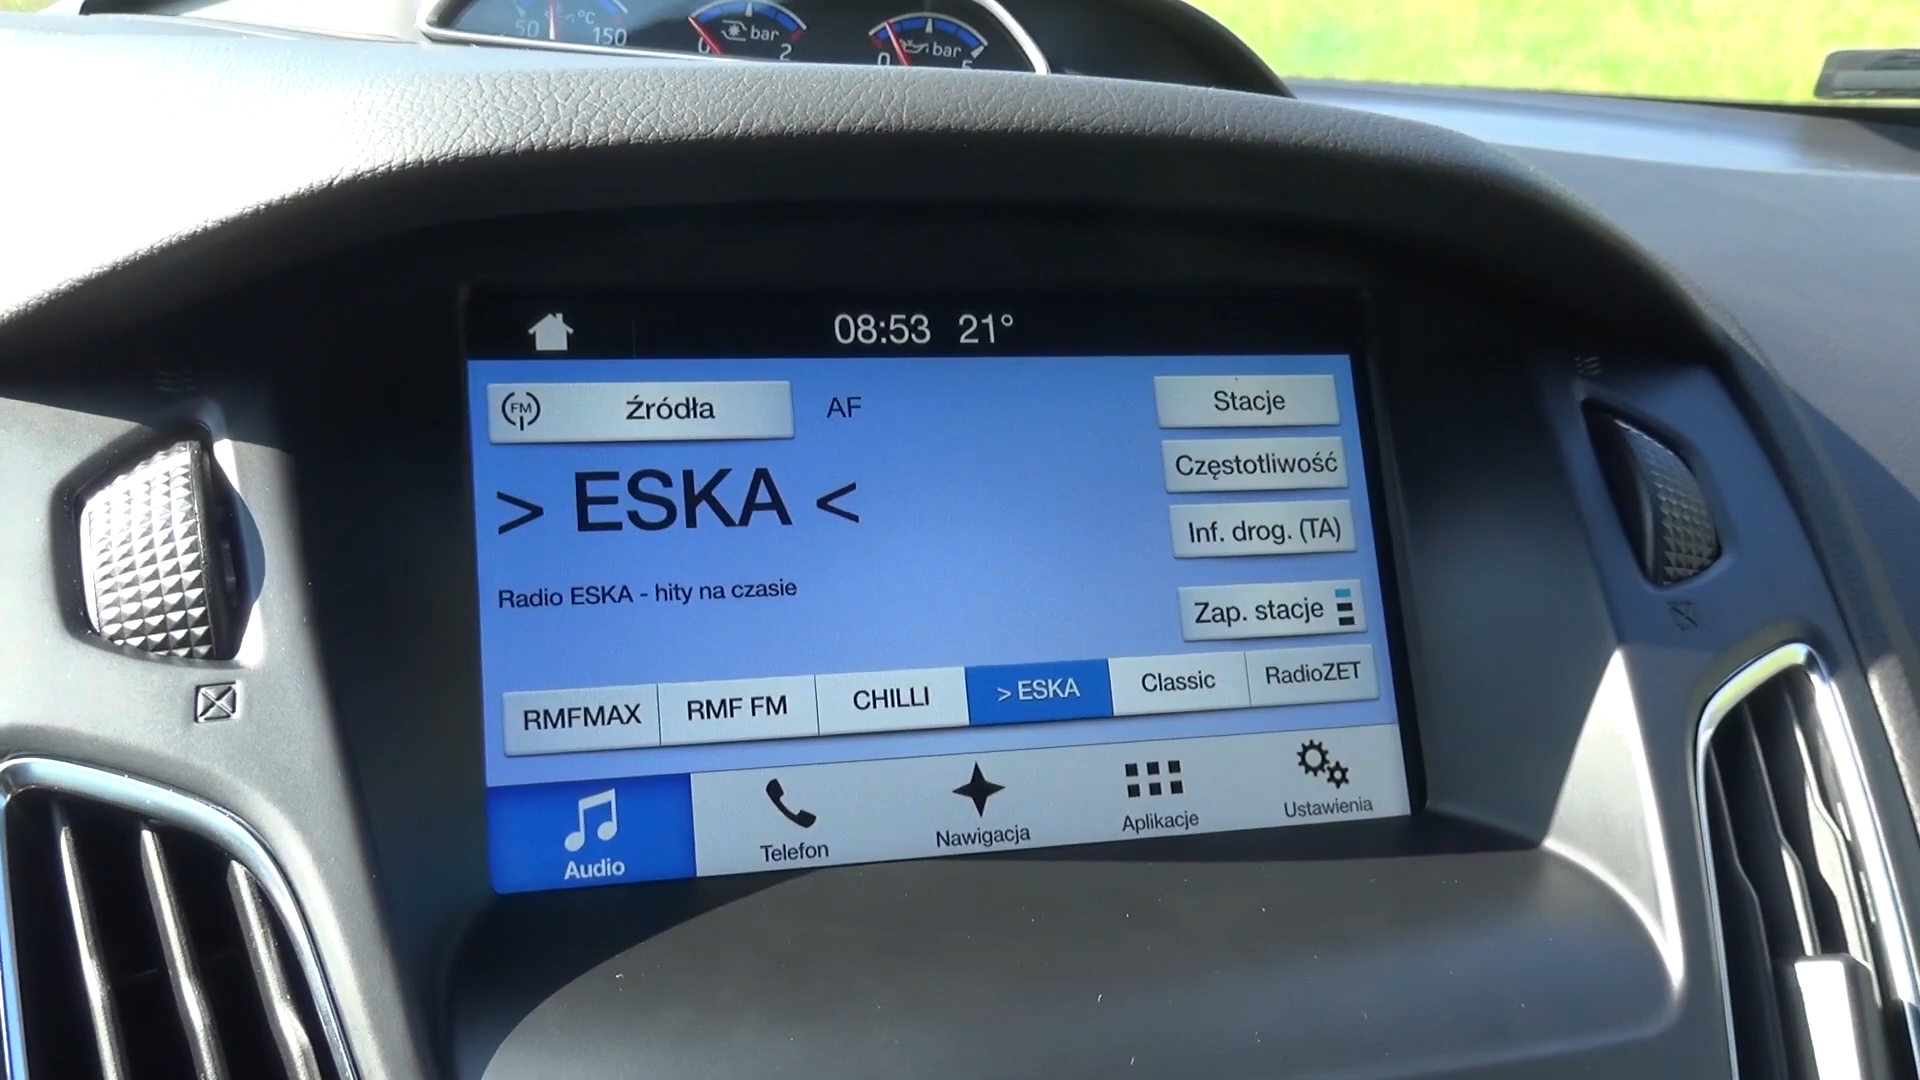 50 °C 150
0 bar 2
0 bar 5
08:53 21°
FM Źródła AF
Stacje
> ESKA <
Częstotliwość
Inf. drog. (TA)
Radio ESKA - hity na czasie
Zap. stacje
RMFMAX RMF FM CHILLI > ESKA Classic RadioZET
Audio Telefon Nawigacja Aplikacje Ustawienia